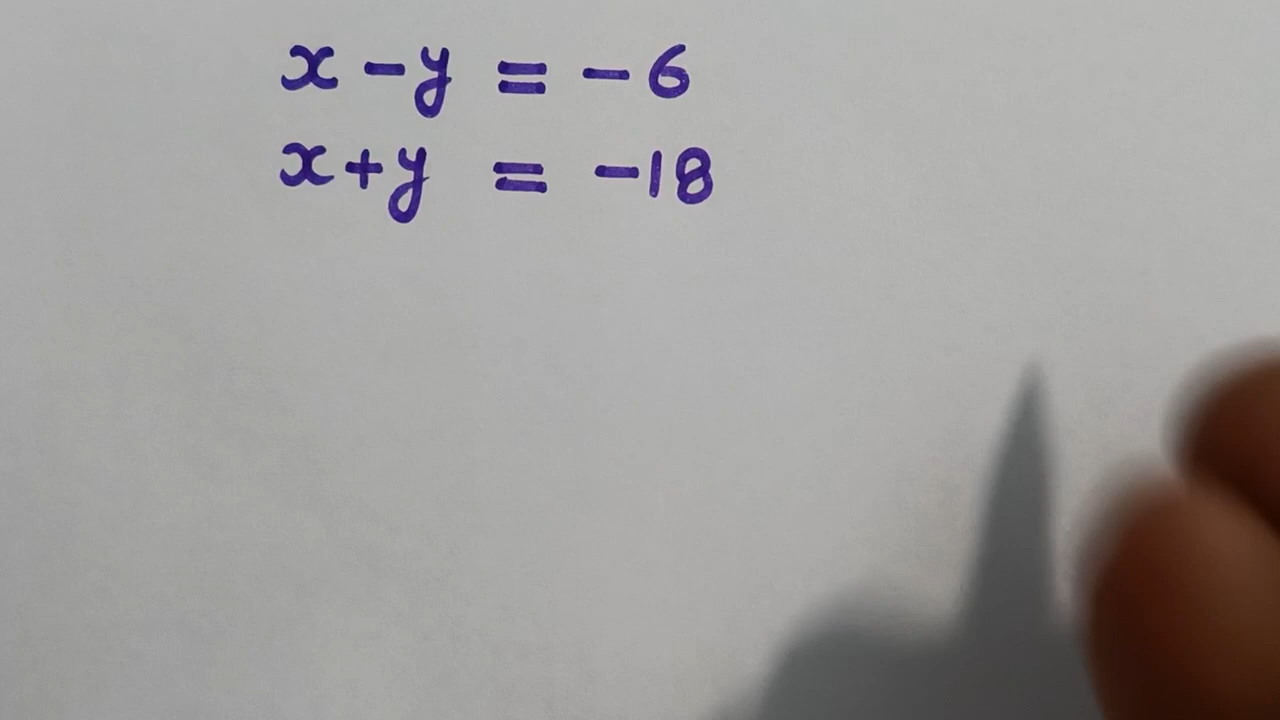 x - y = - 6
x + y = - 18